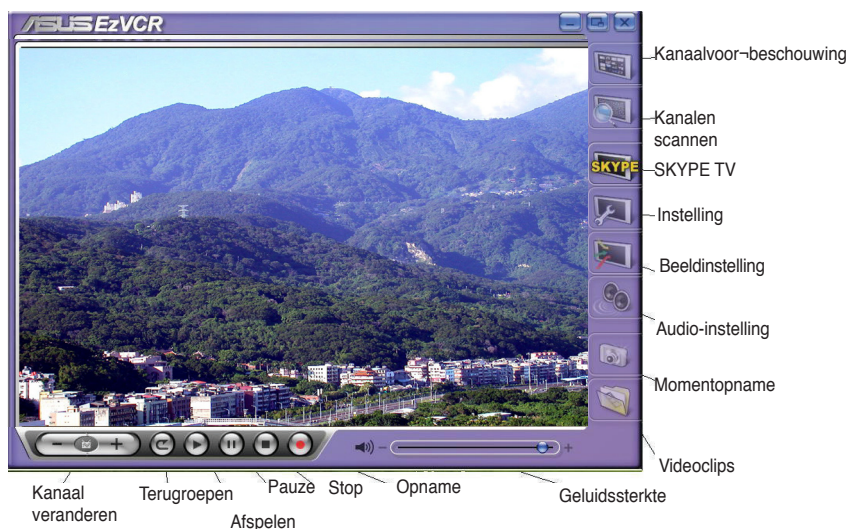 ASUS EzVCR
Kanaalvoor¬beschouwing
Kanalen
scannen
SKYPE
SKYPE TV
Instelling
Beeldinstelling
Audio-instelling
Momentopname
Videoclips
Kanaal
veranderen
Terugroepen
Afspelen
Pauze
Stop
Opname
Geluidssterkte